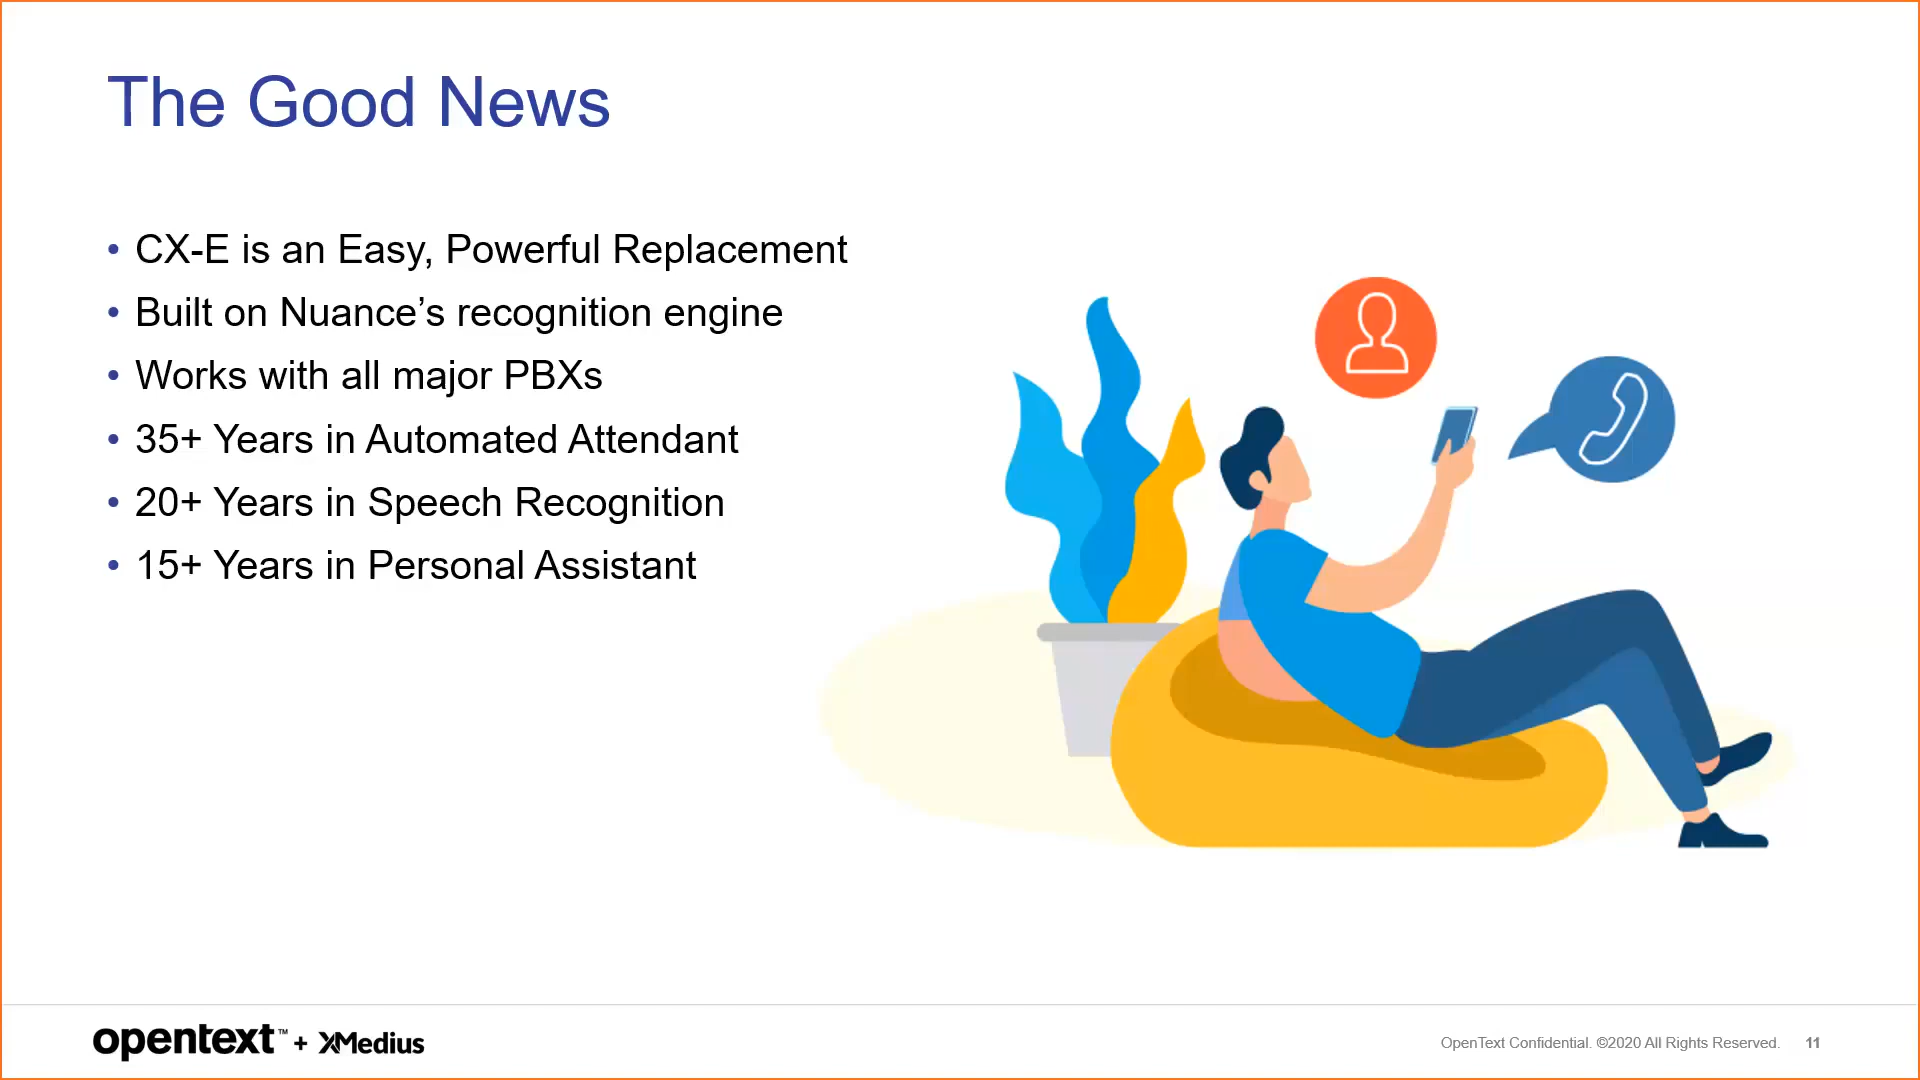 The Good News
• CX-E is an Easy, Powerful Replacement
• Built on Nuance’s recognition engine
• Works with all major PBXs
• 35+ Years in Automated Attendant
• 20+ Years in Speech Recognition
• 15+ Years in Personal Assistant
opentext™ + XMedius
OpenText Confidential. ©2020 All Rights Reserved. 11